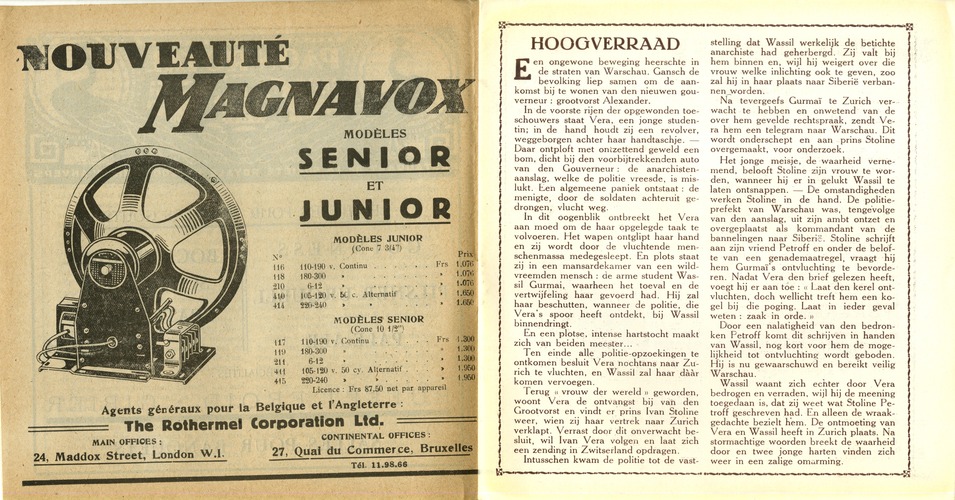 NOUVEAUTÉ
MAGNAVOX
MODÈLES
SENIOR
ET
JUNIOR
MODÈLES JUNIOR
(Cone 7 3/4")
N° Prix
116 110-190 v. Continu Frs 1.076
118 180-300 » » 1.076
210 6-12 » » 1.076
410 105-120 v. 50 c. Alternatif » 1.650
414 220-240 » » 1.650
MODÈLES SENIOR
(Cone 10 1/2")
117 110-190 v. Continu Frs 1.300
119 180-300 » » 1.300
211 6-12 » » 1.300
441 105-120 v. 50 cy. Alternatif » 1.950
415 220-240 » » 1.950
Licence : Frs 87,50 net par appareil
Agents généraux pour la Belgique et l'Angleterre :
The Rothermel Corporation Ltd.
MAIN OFFICES :
24, Maddox Street, London W.I.
CONTINENTAL OFFICES :
27, Quai du Commerce, Bruxelles
Tél. 11.98.66
HOOGVERRAAD
Een ongewone beweging heerschte in
de straten van Warschau. Gansch de
bevolking liep samen om de aan-
komst bij te wonen van den nieuwen gou-
verneur : grootvorst Alexander.
In de voorste rijen der opgewonden toe-
schouwers staat Vera, een jonge studen-
tin; in de hand houdt zij een revolver,
weggeborgen achter haar handtaschje. —
Daar ontploft met ontzettend geweld een
bom, dicht bij den voorbijtrekkenden auto
van den Gouverneur : de anarchisten-
aanslag, welke de politie vreesde, is mis-
lukt. Een algemeene paniek ontstaat : de
menigte, door de soldaten achteruit ge-
drongen, vlucht weg.
In dit oogenblik ontbreekt het Vera
aan moed om de haar opgelegde taak te
volvoeren. Het wapen ontglipt haar hand
en zij wordt door de vluchtende men-
schenmassa medegesleept. En plots staat
zij in een mansardekamer van een wild-
vreemden mensch : de arme student Was-
sil Gurmai, waarheen het toeval en de
vertwijfeling haar gevoerd had. Hij zal
haar beschutten, wanneer de politie, die
Vera's spoor heeft ontdekt, bij Wassil
binnendringt.
En een plotse, intense hartstocht maakt
zich van beiden meester...
Ten einde alle politie-opzoekingen te
ontkomen besluit Vera nochtans naar Zu-
rich te vluchten, en Wassil zal haar dààr
komen vervoegen.
Terug « vrouw der wereld » geworden,
woont Vera de ontvangst bij van den
Grootvorst en vindt er prins Ivan Stoline
weer, wien zij haar vertrek naar Zurich
verklapt. Verrast door dit onverwacht be-
sluit, wil Ivan Vera volgen en laat zich
een zending in Zwitserland opdragen.
Intusschen kwam de politie tot de vast-
stelling dat Wassil werkelijk de betichte
anarchiste had geherbergd. Zij valt bij
hem binnen en, wijl hij weigert over die
vrouw welke inlichting ook te geven, zoo
zal hij in haar plaats naar Siberië verban-
nen worden.
Na tevergeefs Gurmaï te Zurich ver-
wacht te hebben en onwetend van de
over hem gevelde rechtspraak, zendt Ve-
ra hem een telegram naar Warschau. Dit
wordt onderschept en aan prins Stoline
overgemaakt, voor onderzoek.
Het jonge meisje, de waarheid verne-
mend, belooft Stoline zijn vrouw te wor-
den, wanneer hij er in gelukt Wassil te
laten ontsnappen. — De omstandigheden
werken Stoline in de hand. De politie-
prefekt van Warschau was, tengevolge
van den aanslag, uit zijn ambt ontzet en
overgeplaatst als kommandant van de
bannelingen naar Siberië. Stoline schrijft
aan zijn vriend Petroff en onder de belof-
te van een genademaatregel, vraagt hij
hem Gurmaï's ontvluchting te bevorde-
ren. Nadat Vera den brief gelezen heeft,
voegt hij er aan toe : « Laat den kerel ont-
vluchten, doch wellicht treft hem een ko-
gel bij die poging. Laat in ieder geval
weten : zaak in orde. »
Door een nalatigheid van den bedron-
ken Petroff komt dit schrijven in handen
van Wassil, nog kort voor hem de moge-
lijkheid tot ontvluchting wordt geboden.
Hij is nu gewaarschuwd en bereikt veilig
Warschau.
Wassil waant zich echter door Vera
bedrogen en verraden, wijl hij de meening
toegedaan is, dat zij weet wat Stoline Pe-
troff geschreven had. En alleen de wraak-
gedachte bezielt hem. De ontmoeting van
Vera en Wassil heeft in Zurich plaats. Na
stormachtige woorden breekt de waarheid
door en twee jonge harten vinden zich
weer in een zalige omarming.